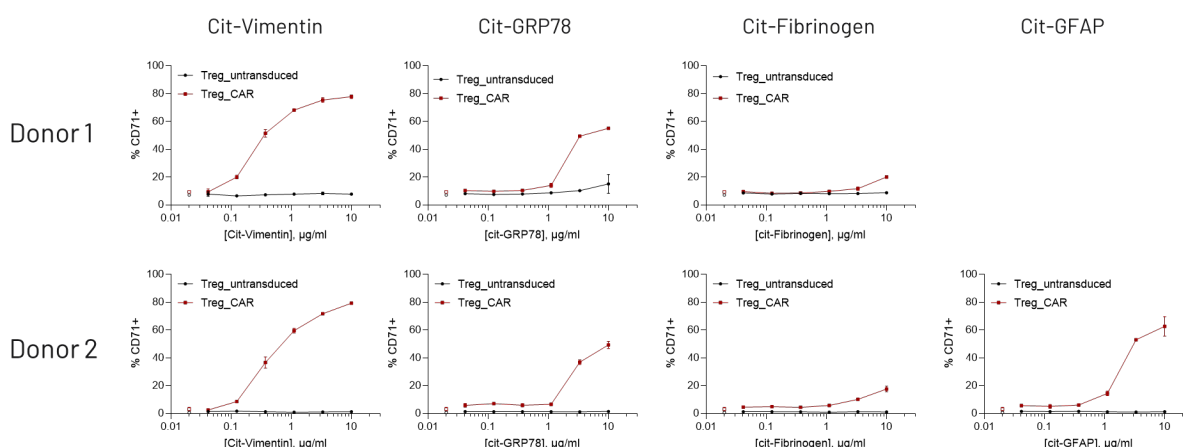 Cit-Vimentin
Cit-GRP78
Cit-Fibrinogen
Cit-GFAP
Donor 1
% CD71+
100
80
60
40
20
0
Treg_untransduced
Treg_CAR
0.01
0.1
1
10
[Cit-Vimentin], µg/ml
% CD71+
100
80
60
40
20
0
Treg_untransduced
Treg_CAR
0.01
0.1
1
10
[cit-GRP78], µg/ml
% CD71+
100
80
60
40
20
0
Treg_untransduced
Treg_CAR
0.01
0.1
1
10
[cit-Fibrinogen], µg/ml
Donor 2
% CD71+
100
80
60
40
20
0
Treg_untransduced
Treg_CAR
0.01
0.1
1
10
[Cit-Vimentin], µg/ml
% CD71+
100
80
60
40
20
0
Treg_untransduced
Treg_CAR
0.01
0.1
1
10
[cit-GRP78], µg/ml
% CD71+
100
80
60
40
20
0
Treg_untransduced
Treg_CAR
0.01
0.1
1
10
[cit-Fibrinogen], µg/ml
% CD71+
100
80
60
40
20
0
Treg_untransduced
Treg_CAR
0.01
0.1
1
10
[cit-GFAP], µg/ml